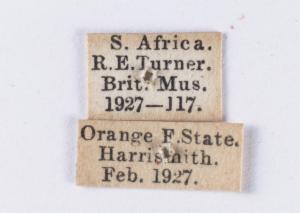 S. Africa.
R.E.Turner.
Brit. Mus.
1927—117.
Orange F.State.
Harrismith.
Feb. 1927.